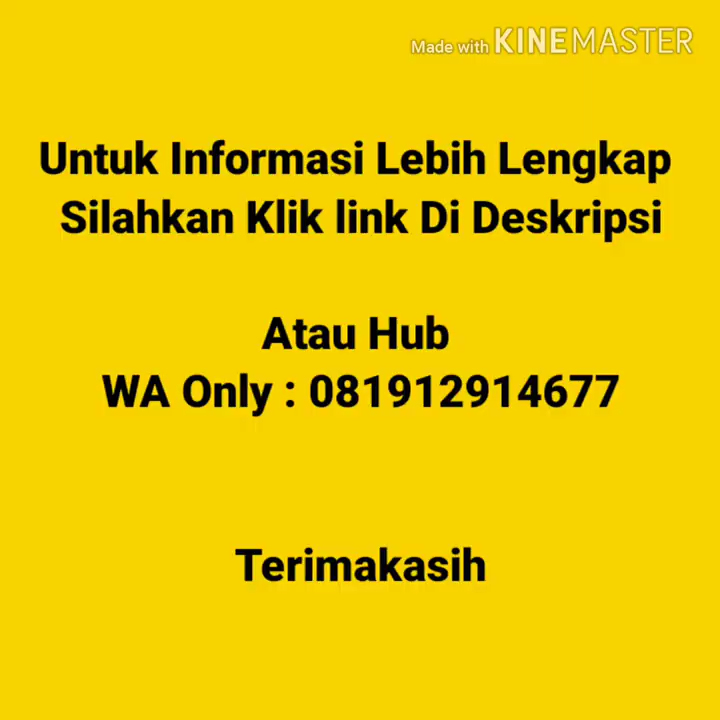 Made with KINEMASTER
Untuk Informasi Lebih Lengkap
Silahkan Klik link Di Deskripsi
Atau Hub
WA Only : 081912914677
Terimakasih